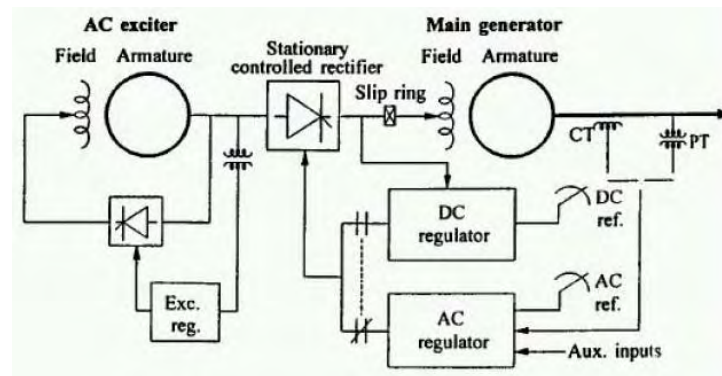 AC exciter
Main generator
Field Armature
Stationary
controlled rectifier
Field Armature
Slip ring
CT
PT
DC
regulator
DC
ref.
Exc.
reg.
AC
regulator
AC
ref.
Aux. inputs